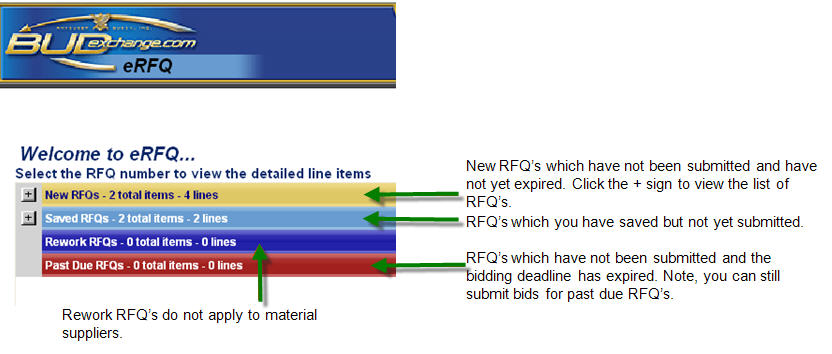 ANHEUSER BUSCH, INC.
BUDexchange.com
eRFQ
Welcome to eRFQ...
Select the RFQ number to view the detailed line items
New RFQs - 2 total items - 4 lines
Saved RFQs - 2 total items - 2 lines
Rework RFQs - 0 total items - 0 lines
Past Due RFQs - 0 total items - 0 lines
New RFQ's which have not been submitted and have
not yet expired. Click the + sign to view the list of
RFQ's.
RFQ's which you have saved but not yet submitted.
RFQ's which have not been submitted and the
bidding deadline has expired. Note, you can still
submit bids for past due RFQ's.
Rework RFQ's do not apply to material
suppliers.